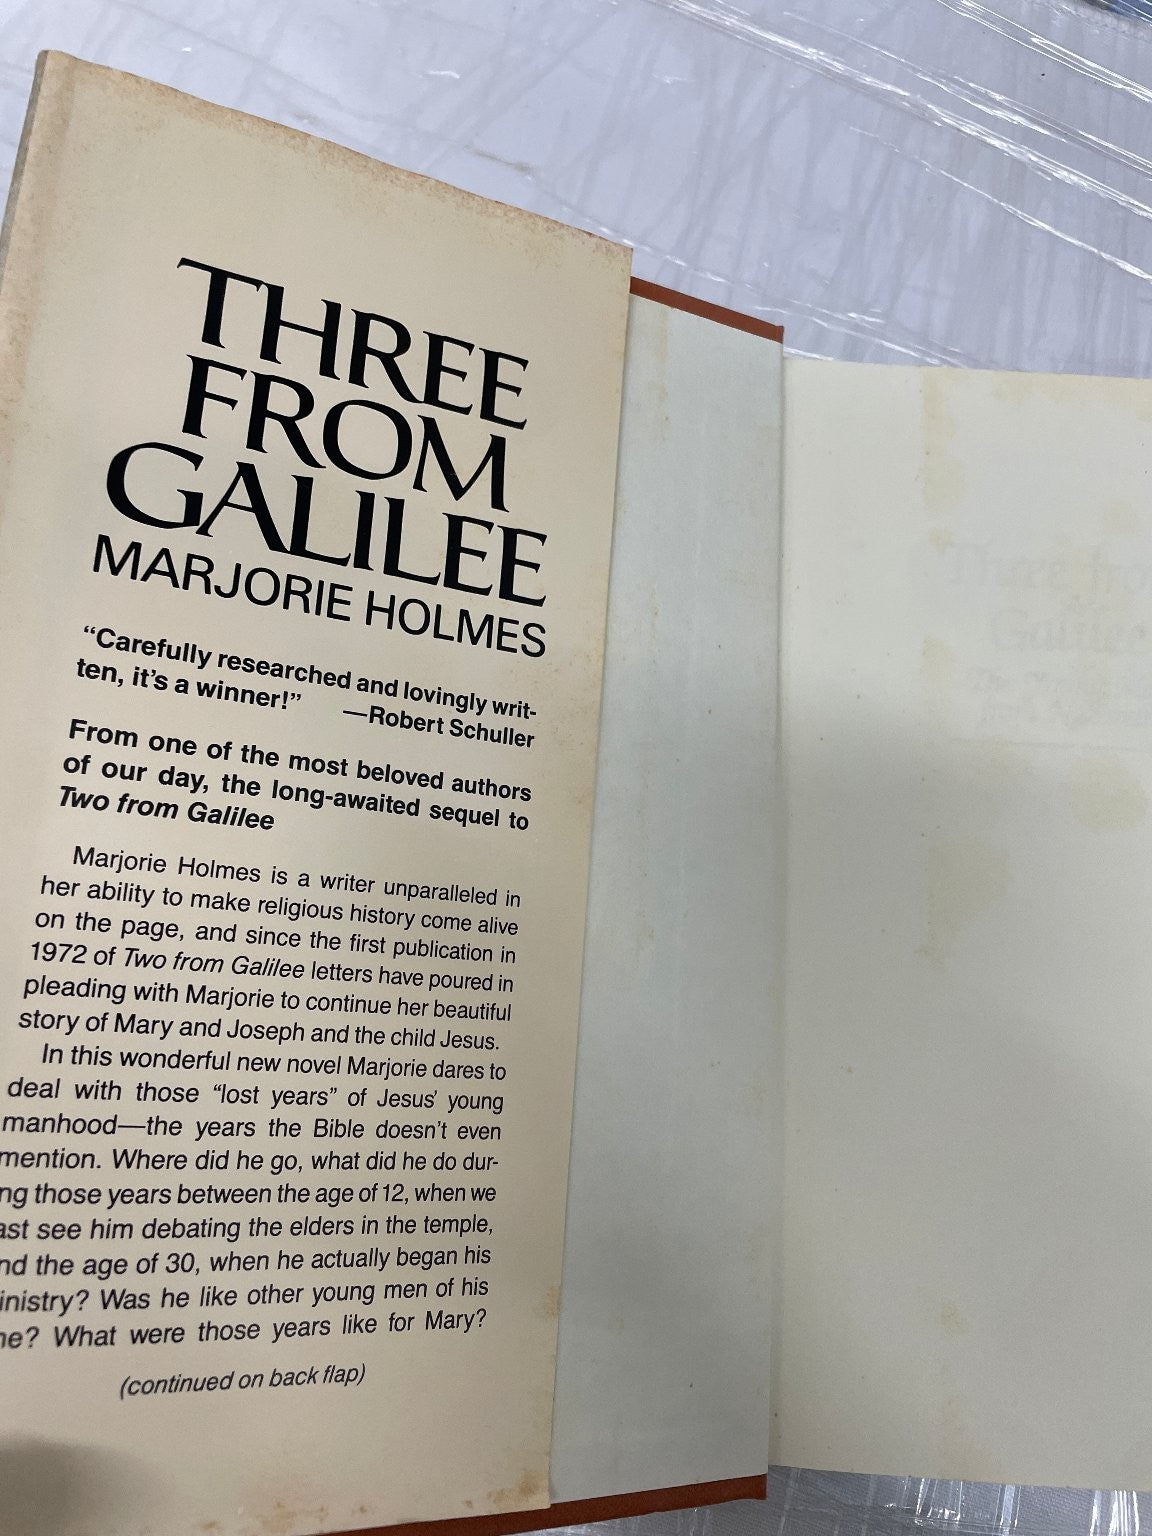 THREE
FROM
GALILEE
MARJORIE HOLMES
“Carefully researched and lovingly writ-
ten, it’s a winner!”
—Robert Schuller
From one of the most beloved authors
of our day, the long-awaited sequel to
Two from Galilee
Marjorie Holmes is a writer unparalleled in
her ability to make religious history come alive
on the page, and since the first publication in
1972 of Two from Galilee letters have poured in
pleading with Marjorie to continue her beautiful
story of Mary and Joseph and the child Jesus.
In this wonderful new novel Marjorie dares to
deal with those “lost years” of Jesus’ young
manhood—the years the Bible doesn’t even
mention. Where did he go, what did he do dur-
ng those years between the age of 12, when we
ast see him debating the elders in the temple,
nd the age of 30, when he actually began his
inistry? Was he like other young men of his
ne? What were those years like for Mary?
(continued on back flap)